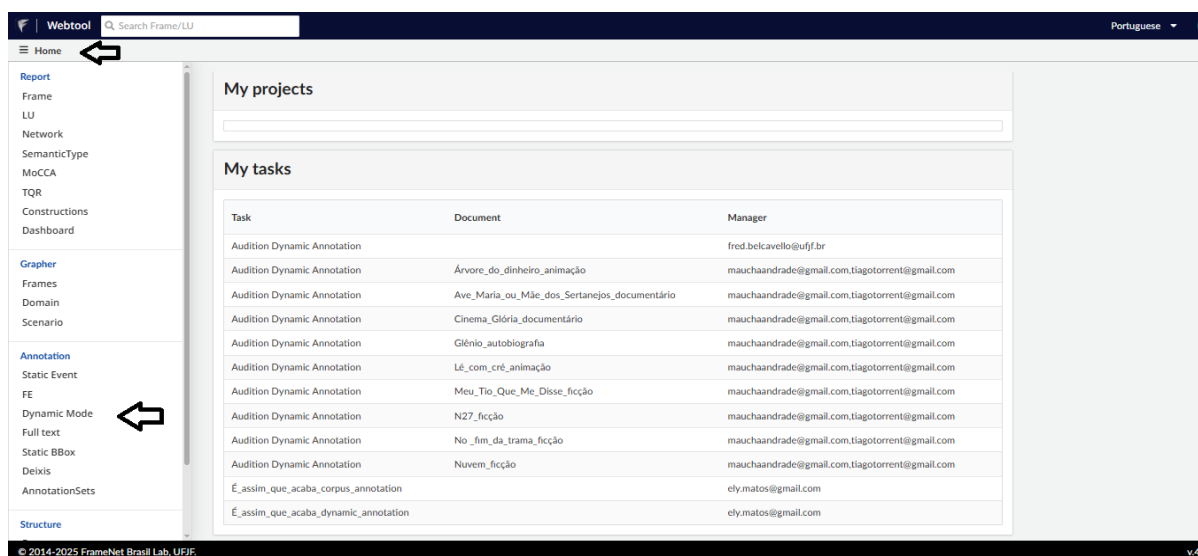 Webtool Search Frame/LU Portuguese
Home
Report
Frame
LU
Network
SemanticType
MoCCA
TQR
Constructions
Dashboard
Grapher
Frames
Domain
Scenario
Annotation
Static Event
FE
Dynamic Mode
Full text
Static BBox
Deixis
AnnotationSets
Structure
My projects
My tasks
Task Document Manager
Audition Dynamic Annotation fred.belcavello@ufjf.br
Audition Dynamic Annotation Árvore_do_dinheiro_animação mauchaandrade@gmail.com,tiagotorrent@gmail.com
Audition Dynamic Annotation Ave_Maria_ou_Mãe_dos_Sertanejos_documentário mauchaandrade@gmail.com,tiagotorrent@gmail.com
Audition Dynamic Annotation Cinema_Glória_documentário mauchaandrade@gmail.com,tiagotorrent@gmail.com
Audition Dynamic Annotation Glênio_autobiografia mauchaandrade@gmail.com,tiagotorrent@gmail.com
Audition Dynamic Annotation Lé_com_cré_animação mauchaandrade@gmail.com,tiagotorrent@gmail.com
Audition Dynamic Annotation Meu_Tio_Que_Me_Disse_ficção mauchaandrade@gmail.com,tiagotorrent@gmail.com
Audition Dynamic Annotation N27_ficção mauchaandrade@gmail.com,tiagotorrent@gmail.com
Audition Dynamic Annotation No _fim_da_trama_ficção mauchaandrade@gmail.com,tiagotorrent@gmail.com
Audition Dynamic Annotation Nuvem_ficção mauchaandrade@gmail.com,tiagotorrent@gmail.com
É_assim_que_acaba_corpus_annotation ely.matos@gmail.com
É_assim_que_acaba_dynamic_annotation ely.matos@gmail.com
© 2014-2025 FrameNet Brasil Lab, UFJF.